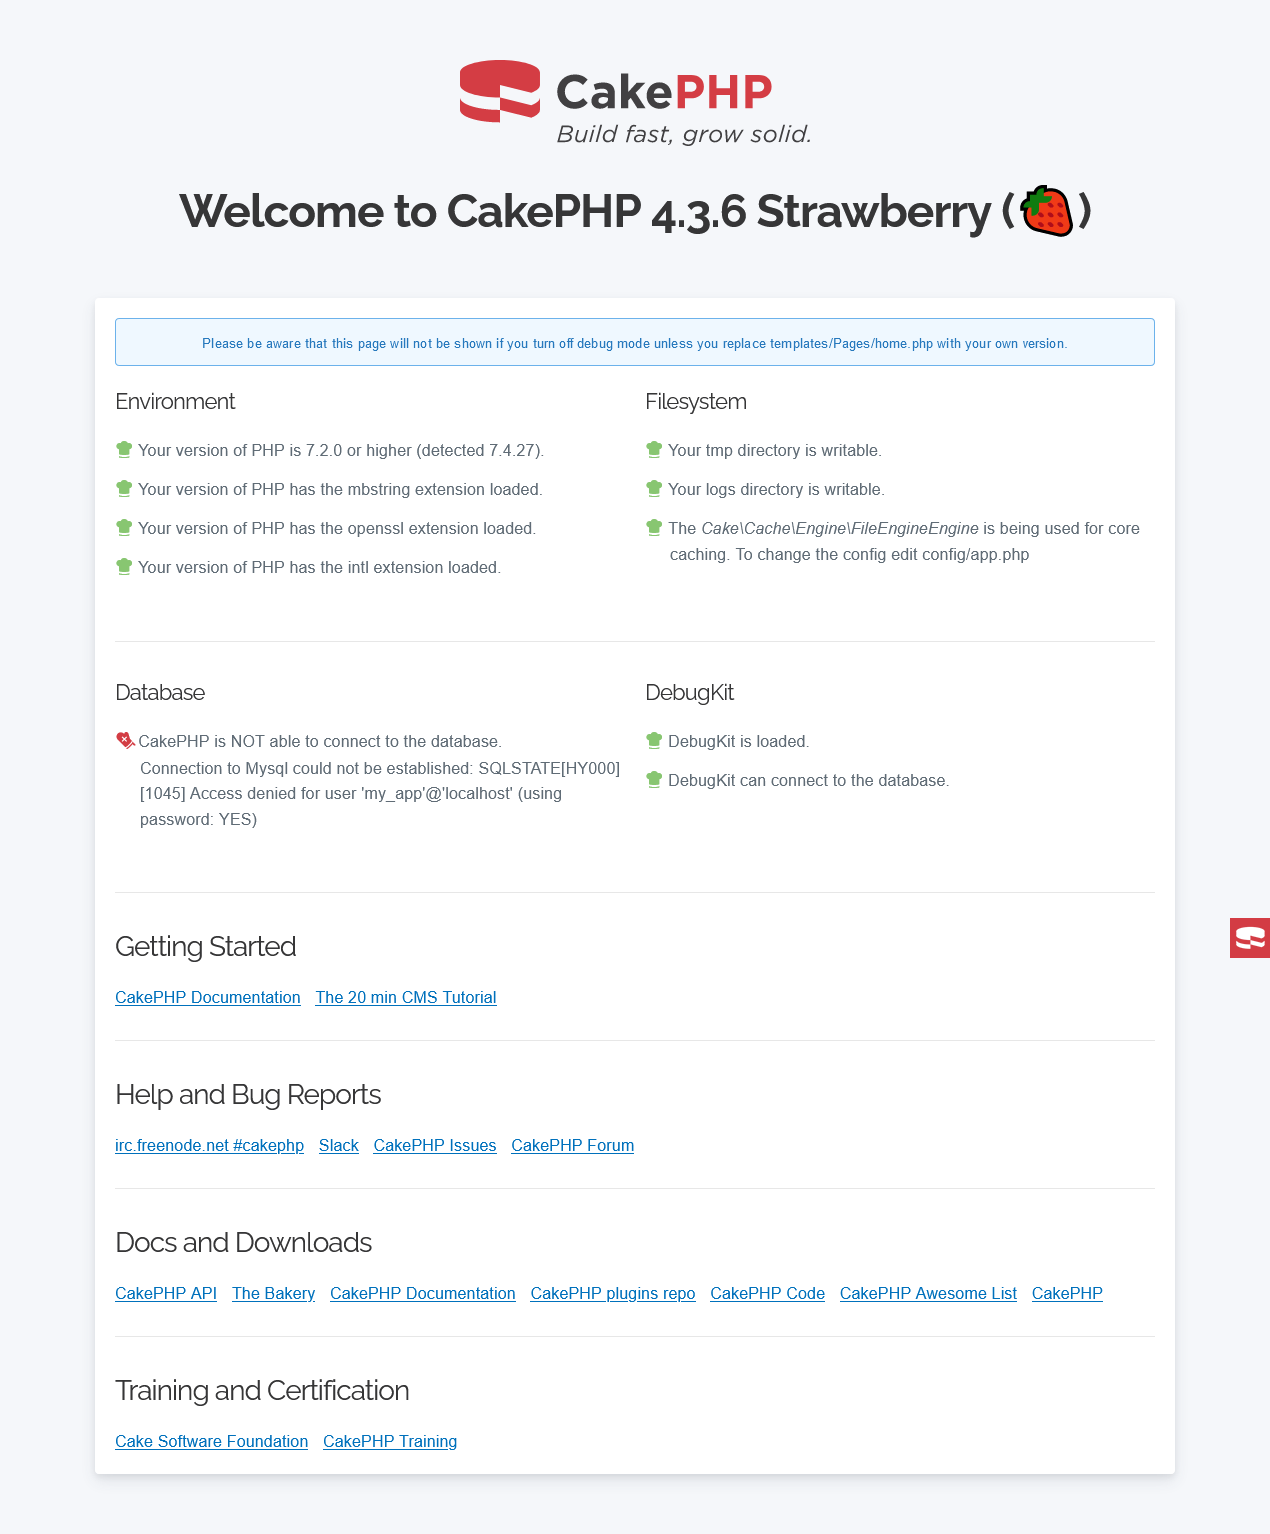 CakePHP
Build fast, grow solid.
Welcome to CakePHP 4.3.6 Strawberry (🍓)
Please be aware that this page will not be shown if you turn off debug mode unless you replace templates/Pages/home.php with your own version.
Environment
Your version of PHP is 7.2.0 or higher (detected 7.4.27).
Your version of PHP has the mbstring extension loaded.
Your version of PHP has the openssl extension loaded.
Your version of PHP has the intl extension loaded.
Filesystem
Your tmp directory is writable.
Your logs directory is writable.
The Cake\Cache\Engine\FileEngineEngine is being used for core
caching. To change the config edit config/app.php
Database
CakePHP is NOT able to connect to the database.
Connection to Mysql could not be established: SQLSTATE[HY000]
[1045] Access denied for user 'my_app'@'localhost' (using
password: YES)
DebugKit
DebugKit is loaded.
DebugKit can connect to the database.
Getting Started
CakePHP Documentation The 20 min CMS Tutorial
Help and Bug Reports
irc.freenode.net #cakephp Slack CakePHP Issues CakePHP Forum
Docs and Downloads
CakePHP API The Bakery CakePHP Documentation CakePHP plugins repo CakePHP Code CakePHP Awesome List CakePHP
Training and Certification
Cake Software Foundation CakePHP Training